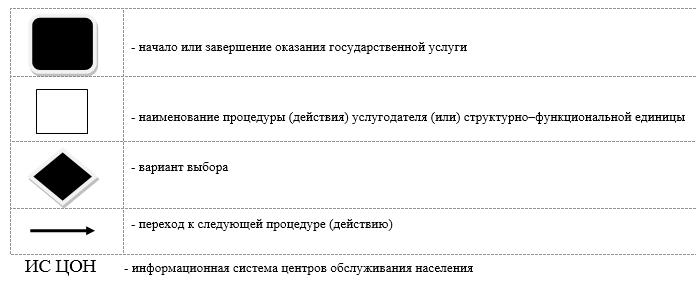 - начало или завершение оказания государственной услуги
- наименование процедуры (действия) услугодателя (или) структурно–функциональной единицы
- вариант выбора
- переход к следующей процедуре (действию)
ИС ЦОН - информационная система центров обслуживания населения